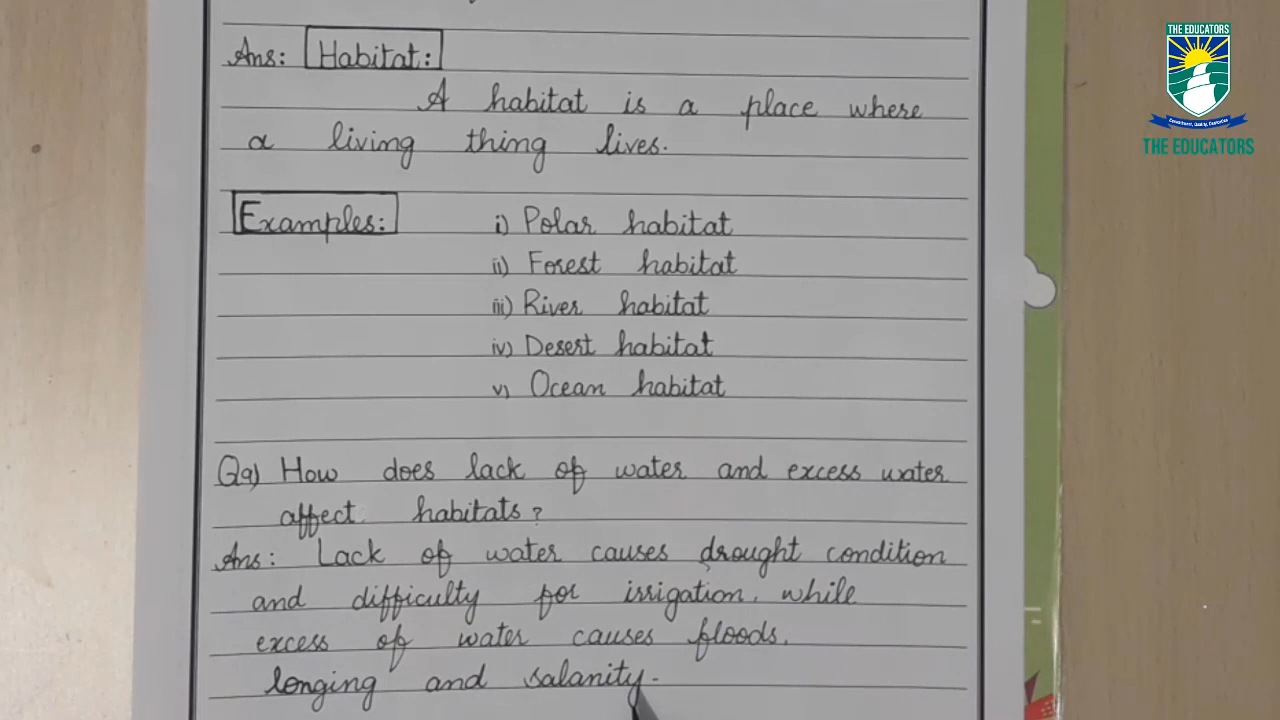 Ans: Habitat:
A habitat is a place where
a living thing lives.
Examples: i) Polar habitat
ii) Forest habitat
iii) River habitat
iv) Desert habitat
v) Ocean habitat
Q9) How does lack of water and excess water
affect habitats?
Ans: Lack of water causes drought condition
and difficulty for irrigation, while
excess of water causes floods,
longing and salanity.
THE EDUCATORS
THE EDUCATORS